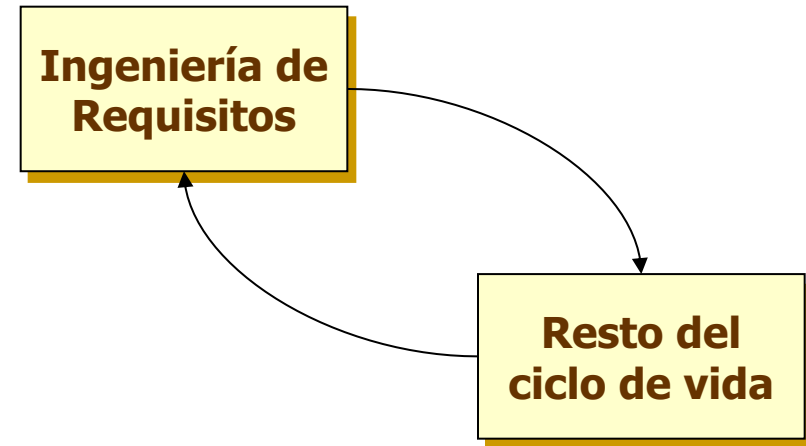 Ingeniería de
Requisitos
Resto del
ciclo de vida